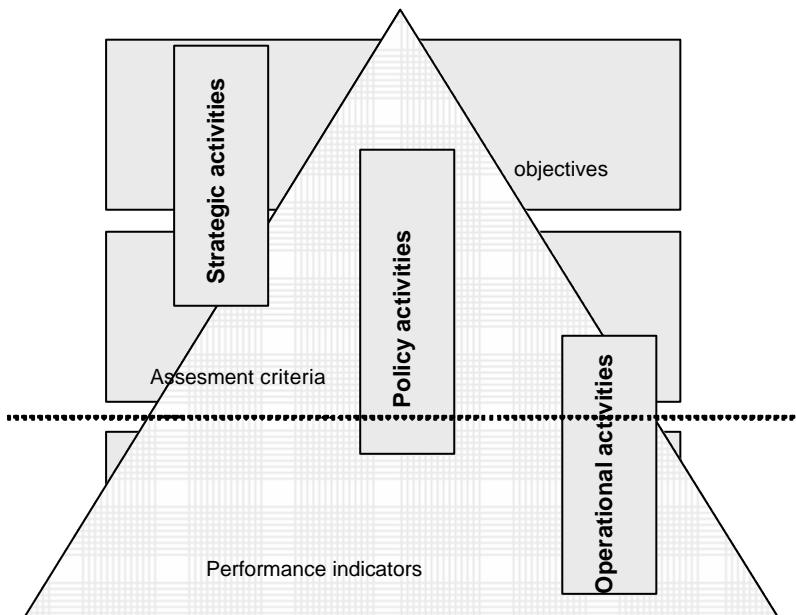 Strategic activities
objectives
Policy activities
Assesment criteria
Operational activities
Performance indicators